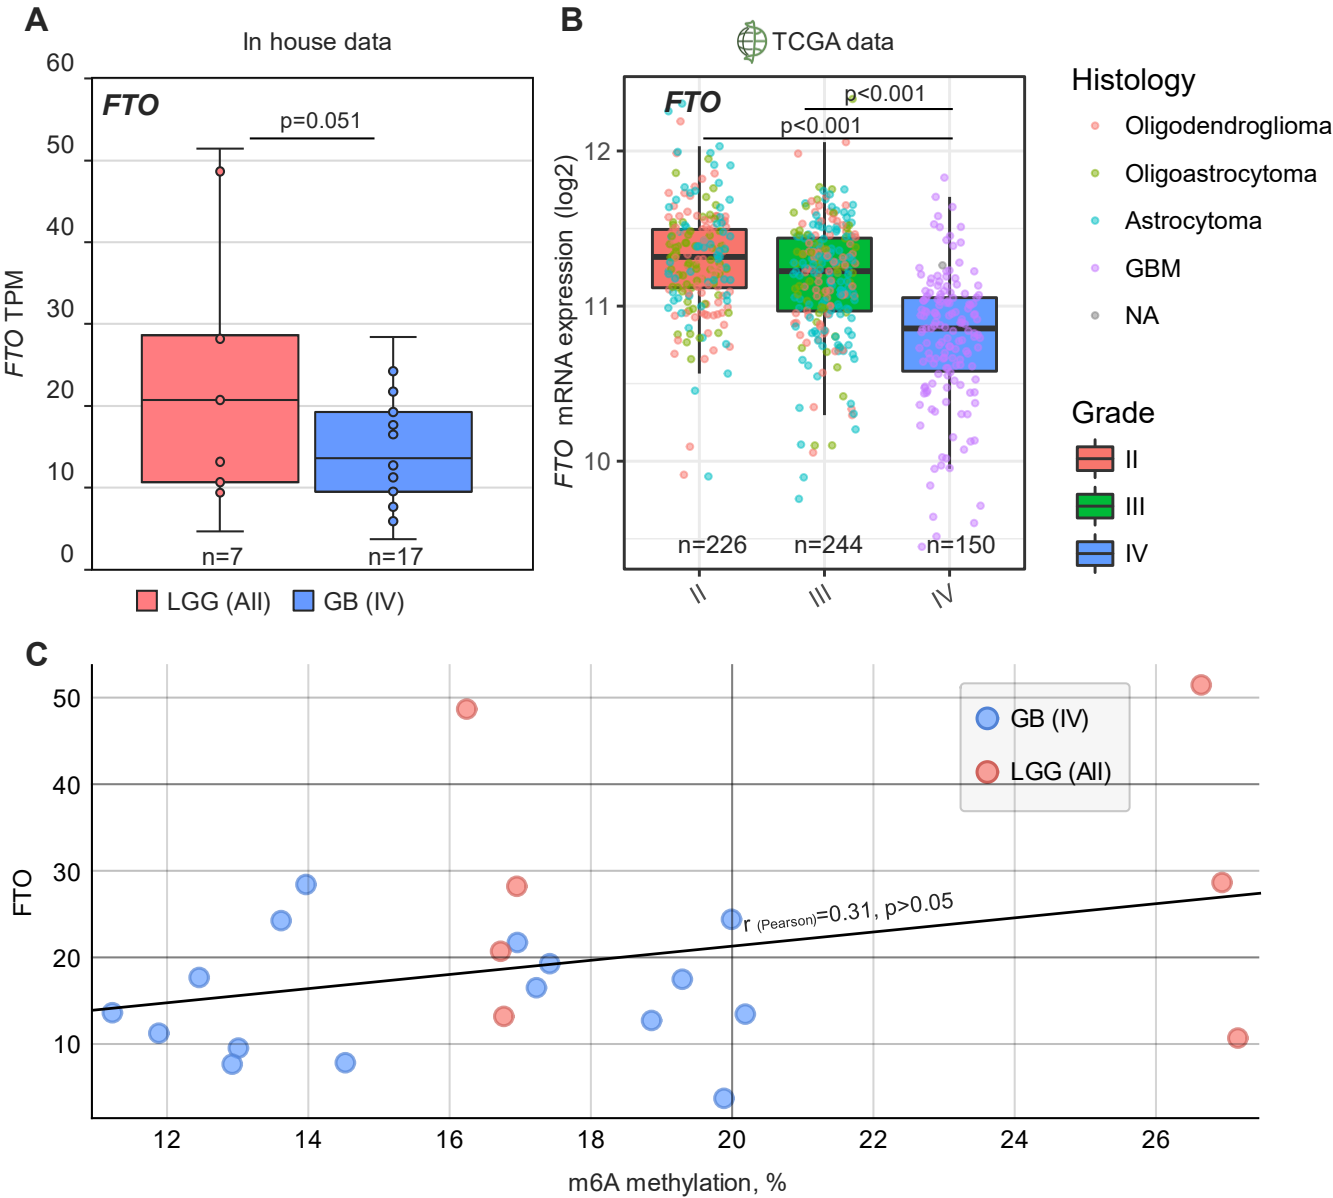 A
In house data
60
50
40
30
20
10
0
FTO TPM
FTO
p=0.051
n=7
n=17
LGG (AII)
GB (IV)
B
TCGA data
12
11
10
FTO mRNA expression (log2)
FTO
p<0.001
p<0.001
n=226
n=244
n=150
II
III
IV
Histology
Oligodendroglioma
Oligoastrocytoma
Astrocytoma
GBM
NA
Grade
II
III
IV
C
50
40
30
20
10
FTO
GB (IV)
LGG (AII)
r (Pearson)=0.31, p>0.05
12
14
16
18
20
22
24
26
m6A methylation, %